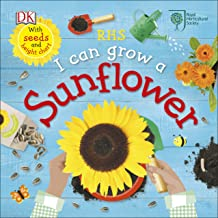 DK
With
seeds and
height chart
Royal
Horticultural
Society
RHS
I can grow a
Sunflower